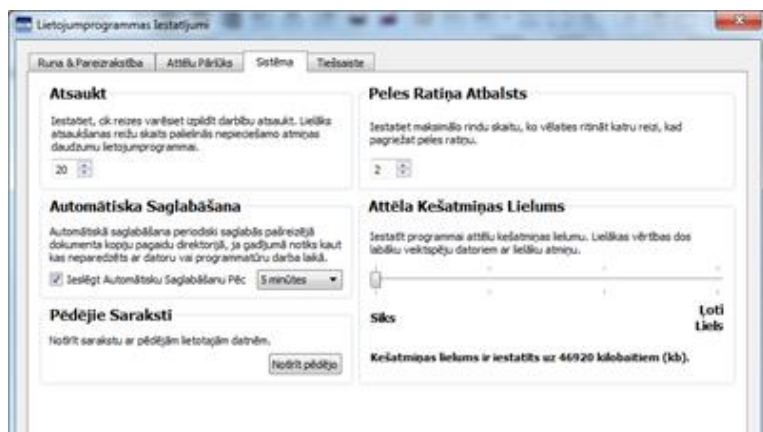 Lietojumprogrammas Iestatījumi
Runa & Pareizrakstība
Attēlu Pārlūks
Sistēma
Tiešsaiste
Atsaukt
Iestatiet, cik reizes varēsiet izpildīt darbību atsaukt. Lielāks
atsaukšanas reižu skaits palielinās nepieciešamo atmiņas
daudzumu lietojumprogrammai.
20
Automātiska Saglabāšana
Automātiskā saglabāšana periodiski saglabās pašreizējā
dokumenta kopiju pagaidu direktorijā, ja gadījumā notiks kaut
kas neparedzēts ar datoru vai programmatūru darba laikā.
Ieslēgt Automātisku Saglabāšanu Pēc
5 minūtes
Pēdējie Saraksti
Notīrīt sarakstu ar pēdējām lietotajām datnēm.
Notīrīt pēdējo
Peles Ratiņa Atbalsts
Iestatiet maksimālo rindu skaitu, ko vēlaties ritināt katru reizi, kad
pagriežat peles ratiņu.
2
Attēla Kešatmiņas Lielums
Iestatīt programmai attēlu kešatmiņas lielumu. Lielākas vērtības dos
labāku veiktspēju datoriem ar lielāku atmiņu.
Sīks
Ļoti
Liels
Kešatmiņas lielums ir iestatīts uz 46920 kilobaitiem (kb).